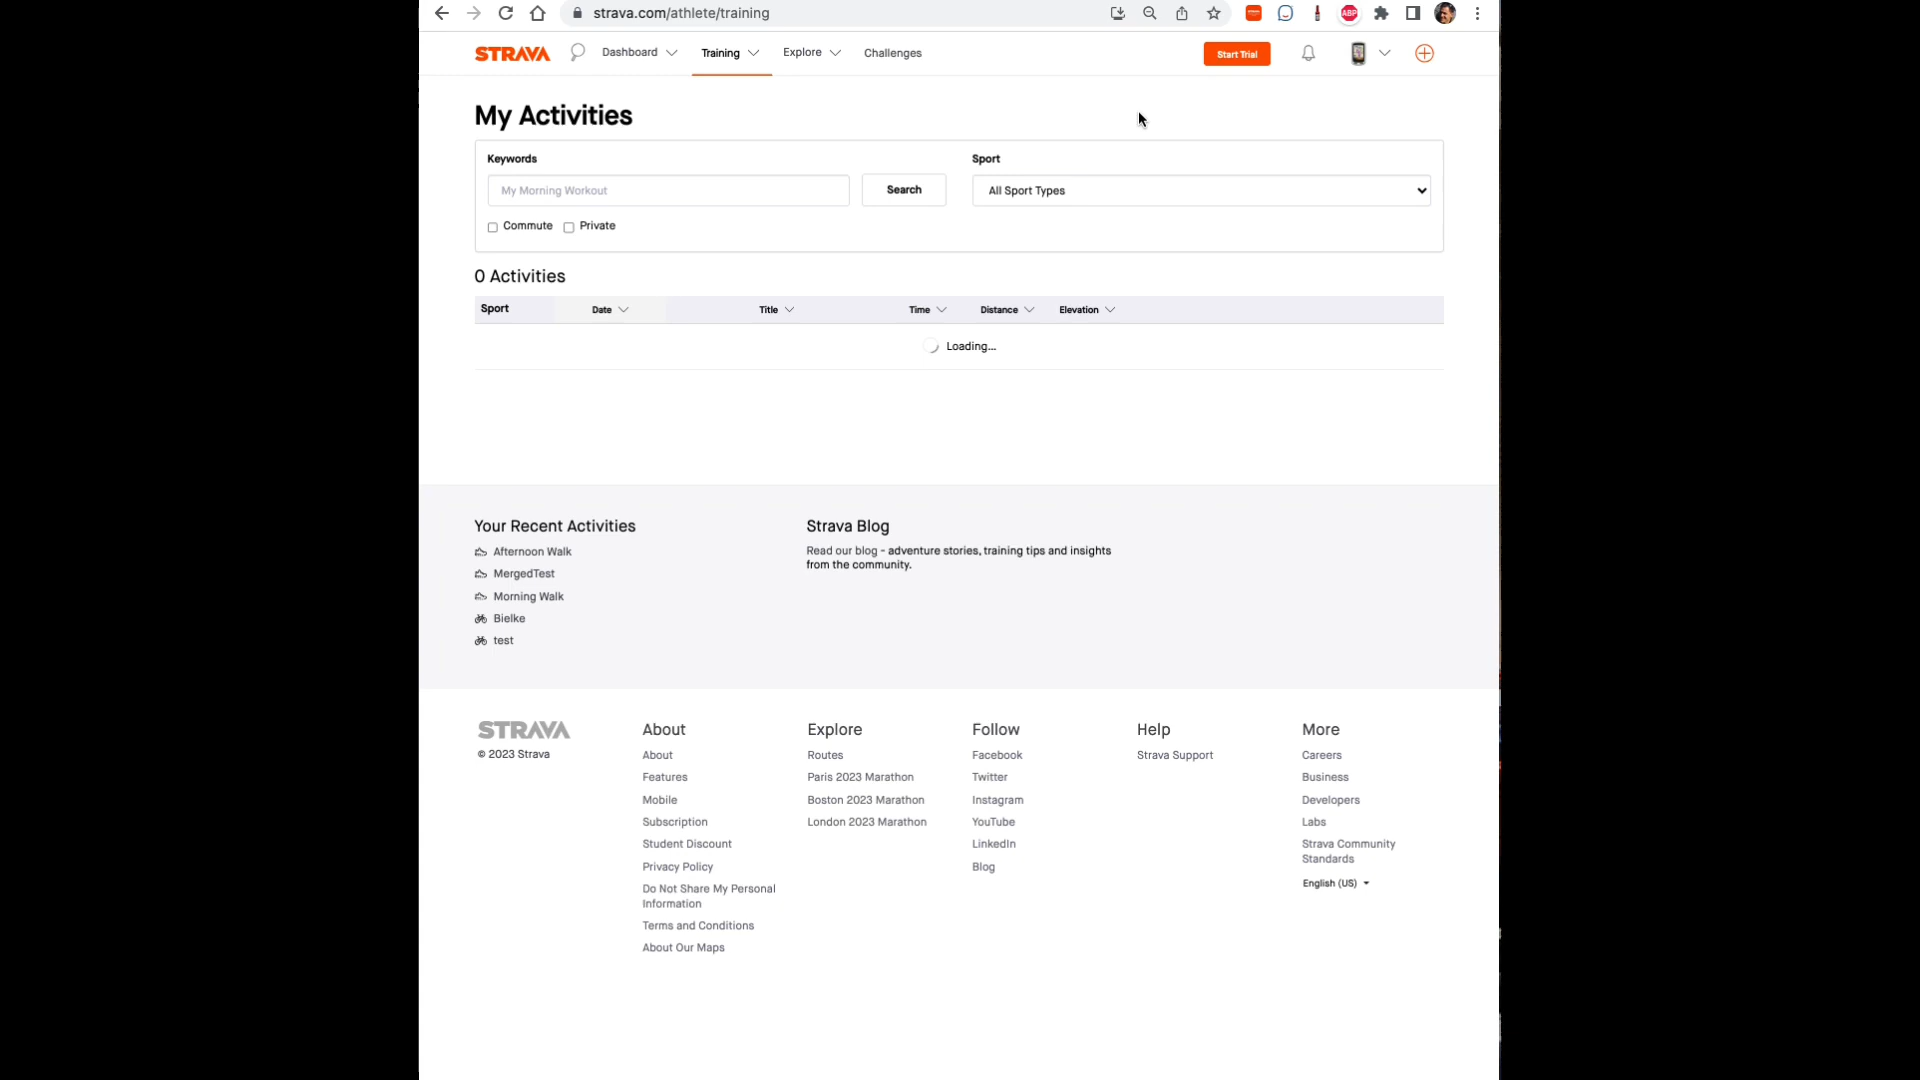 strava.com/athlete/training
ABP
STRAVA
Dashboard
Training
Explore
Challenges
Start Trial
My Activities
Keywords
Sport
My Morning Workout
Search
All Sport Types
Commute
Private
0 Activities
Sport
Date
Title
Time
Distance
Elevation
Loading...
Your Recent Activities
Afternoon Walk
MergedTest
Morning Walk
Bielke
test
Strava Blog
Read our blog - adventure stories, training tips and insights
from the community.
STRAVA
© 2023 Strava
About
About
Features
Mobile
Subscription
Student Discount
Privacy Policy
Do Not Share My Personal
Information
Terms and Conditions
About Our Maps
Explore
Routes
Paris 2023 Marathon
Boston 2023 Marathon
London 2023 Marathon
Follow
Facebook
Twitter
Instagram
YouTube
LinkedIn
Blog
Help
Strava Support
More
Careers
Business
Developers
Labs
Strava Community
Standards
English (US)